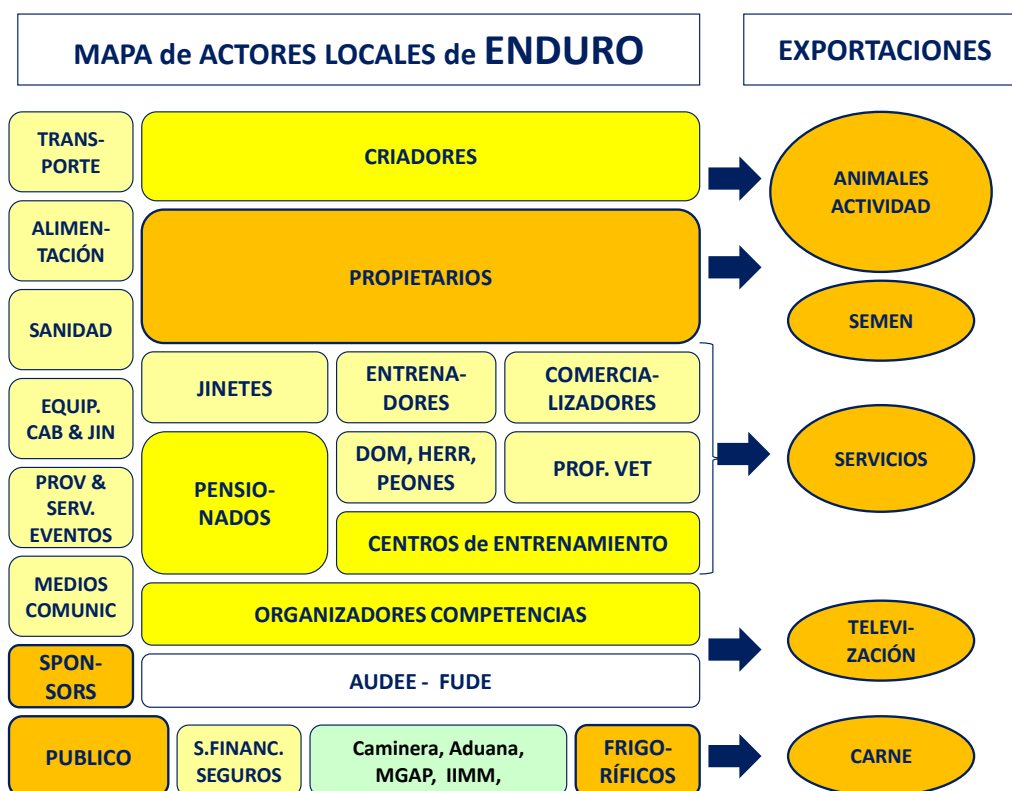 MAPA de ACTORES LOCALES de ENDURO
EXPORTACIONES
TRANS-
PORTE
ALIMEN-
TACIÓN
SANIDAD
EQUIP.
CAB & JIN
PROV &
SERV.
EVENTOS
MEDIOS
COMUNIC
SPON-
SORS
CRIADORES
PROPIETARIOS
JINETES
ENTRENA-
DORES
COMERCIA-
LIZADORES
PENSIO-
NADOS
DOM, HERR,
PEONES
PROF. VET
CENTROS de ENTRENAMIENTO
ORGANIZADORES COMPETENCIAS
AUDEE - FUDE
PUBLICO
S.FINANC.
SEGUROS
Caminera, Aduana,
MGAP, IIMM,
FRIGO-
RÍFICOS
ANIMALES
ACTIVIDAD
SEMEN
SERVICIOS
TELEVI-
ZACIÓN
CARNE